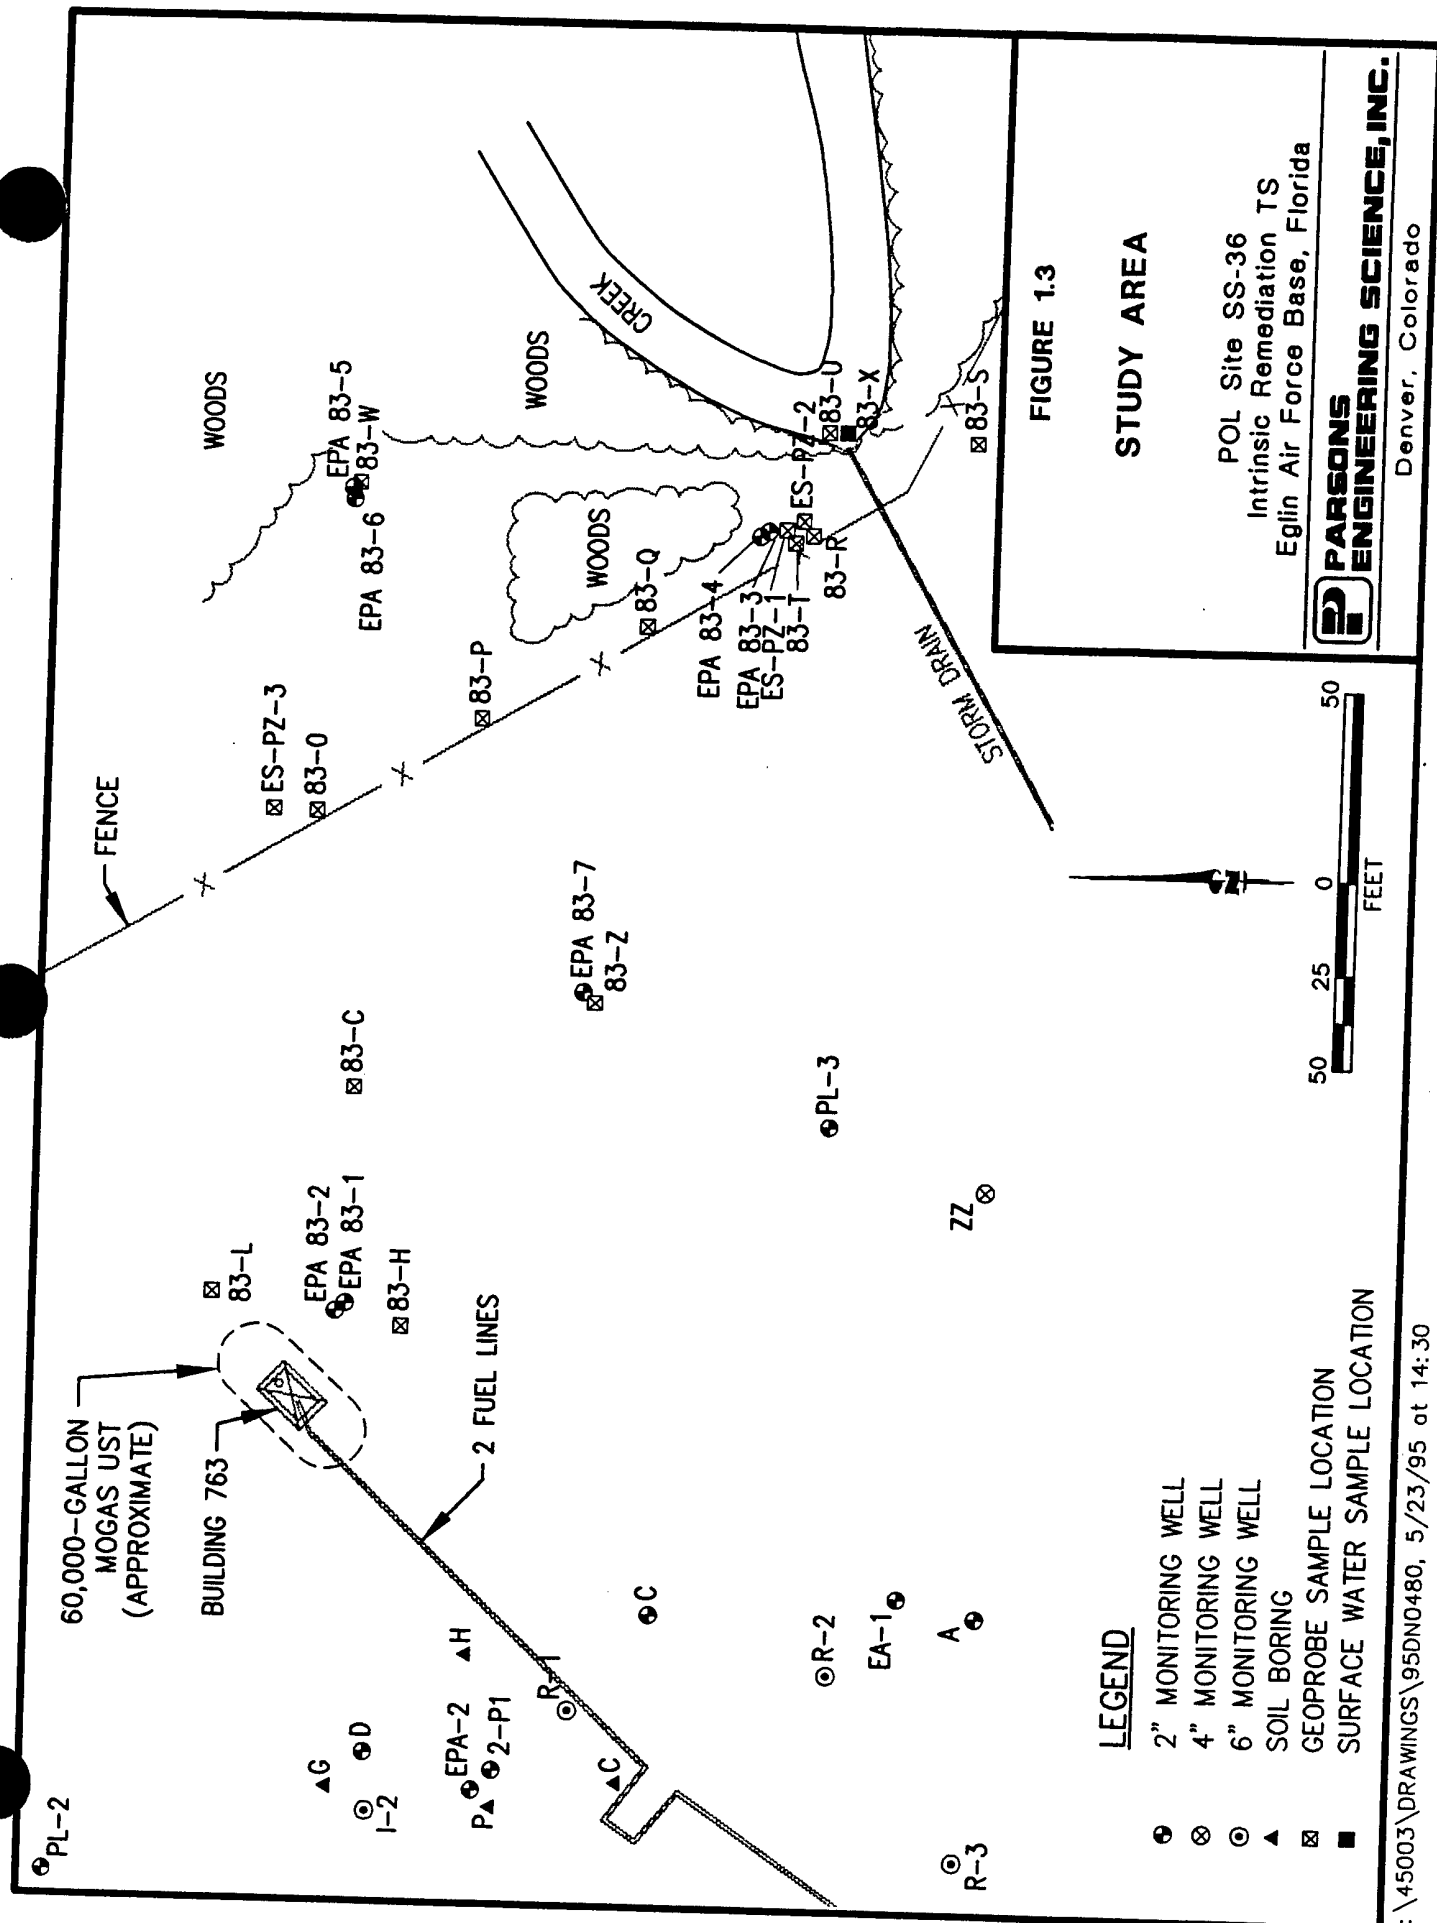 PL-2
60,000-GALLON
MOGAS UST
(APPROXIMATE)
BUILDING 763
2 FUEL LINES
FENCE
G
D
I-2
EPA-2
P
2-P1
H
R-1
C
C
R-2
EA-1
A
R-3
83-L
EPA 83-2
EPA 83-1
83-H
83-C
EPA 83-7
83-Z
PL-3
ZZ
ES-PZ-3
83-O
83-P
83-Q
WOODS
WOODS
WOODS
EPA 83-5
83-W
EPA 83-6
EPA 83-4
EPA 83-3
ES-PZ-1
83-T
83-R
ES-PZ-2
83-U
83-X
83-S
CREEK
STORM DRAIN
N
50 25 0 50
FEET
LEGEND
2" MONITORING WELL
4" MONITORING WELL
6" MONITORING WELL
SOIL BORING
GEOPROBE SAMPLE LOCATION
SURFACE WATER SAMPLE LOCATION
FIGURE 1.3
STUDY AREA
POL Site SS-36
Intrinsic Remediation TS
Eglin Air Force Base, Florida
PARSONS
ENGINEERING SCIENCE, INC.
Denver, Colorado
:\45003\DRAWINGS\95DN0480, 5/23/95 at 14:30